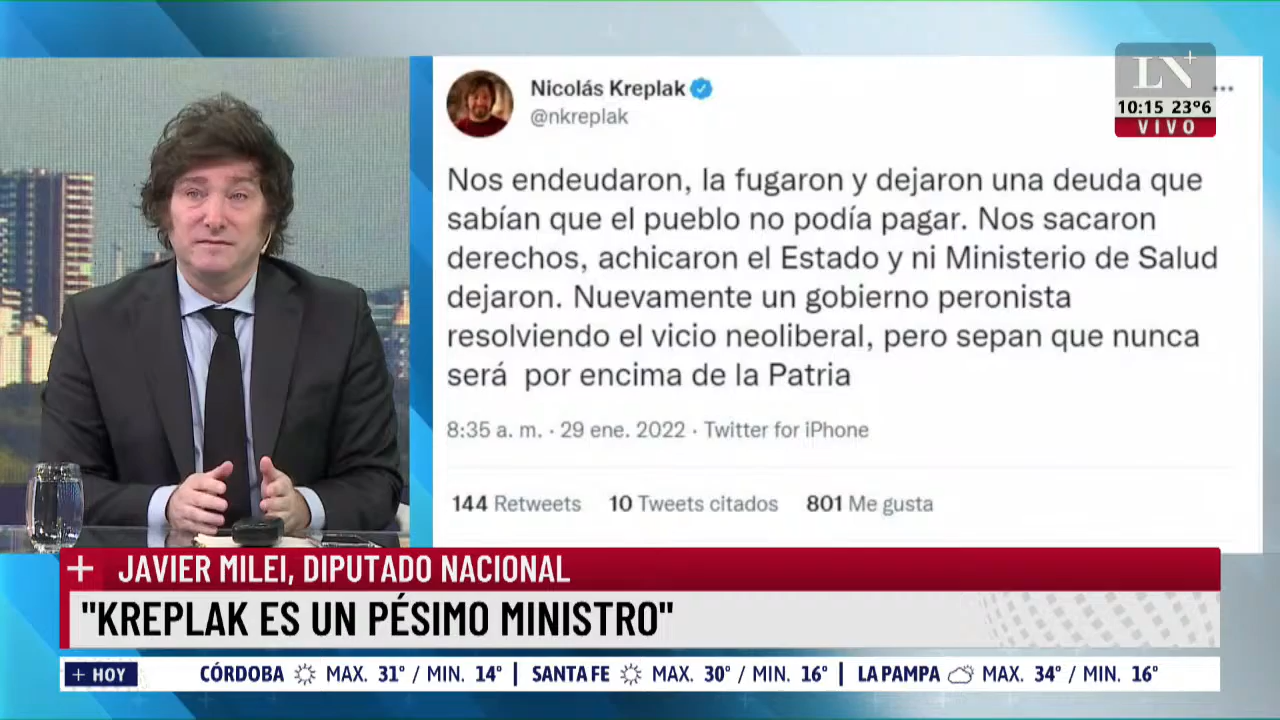 Nicolás Kreplak
@nkreplak
LN+
10:15 23°6
VIVO
Nos endeudaron, la fugaron y dejaron una deuda que
sabían que el pueblo no podía pagar. Nos sacaron
derechos, achicaron el Estado y ni Ministerio de Salud
dejaron. Nuevamente un gobierno peronista
resolviendo el vicio neoliberal, pero sepan que nunca
será  por encima de la Patria
8:35 a. m. · 29 ene. 2022 · Twitter for iPhone
144 Retweets 10 Tweets citados 801 Me gusta
+ JAVIER MILEI, DIPUTADO NACIONAL
"KREPLAK ES UN PÉSIMO MINISTRO"
+ HOY CÓRDOBA MAX. 31° / MIN. 14° | SANTA FE MAX. 30° / MIN. 16° | LA PAMPA MAX. 34° / MIN. 16°